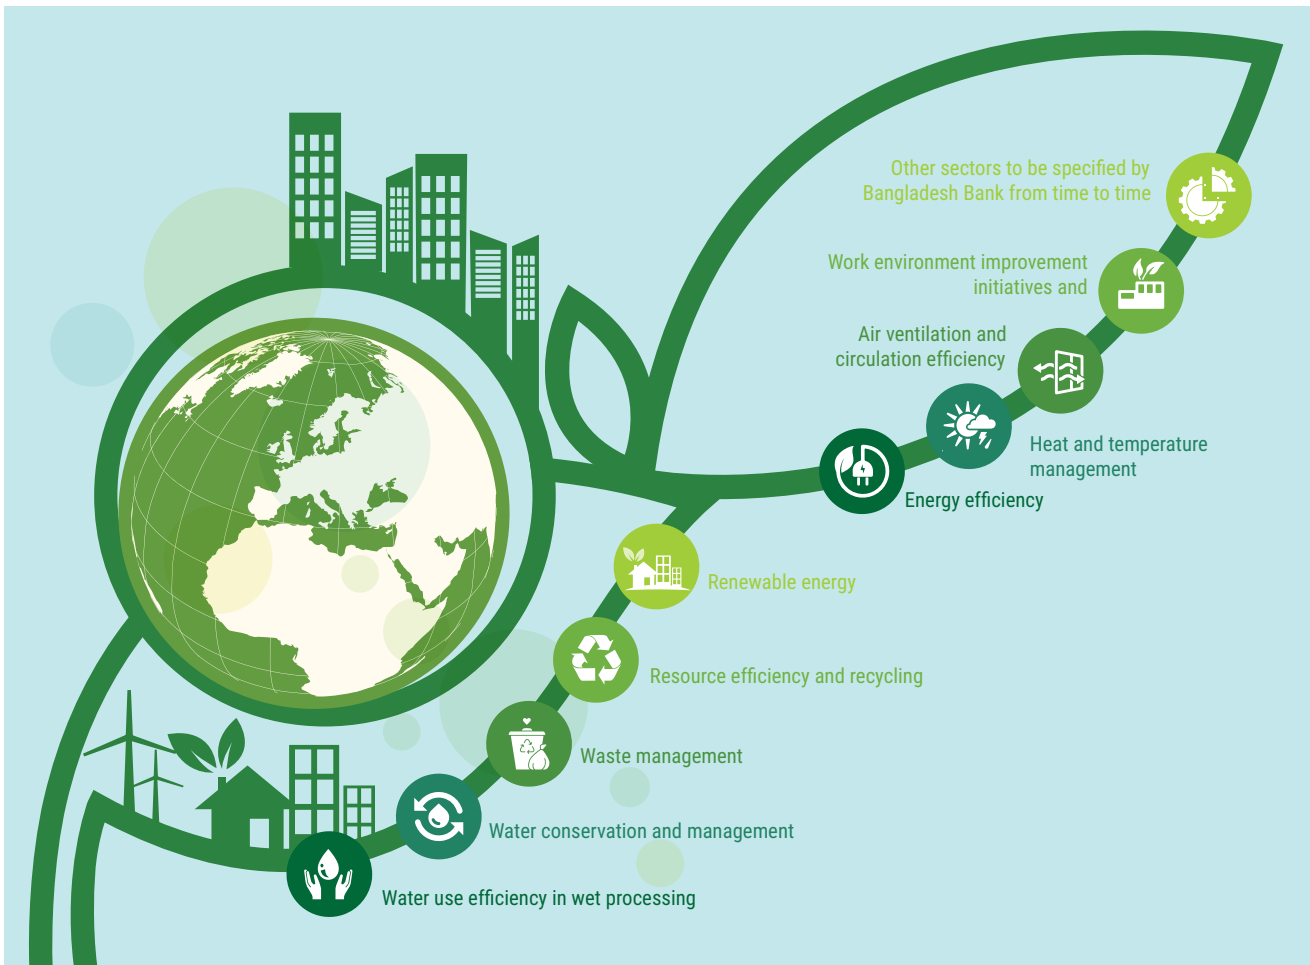 Other sectors to be specified by
Bangladesh Bank from time to time
Work environment improvement
initiatives and
Air ventilation and
circulation efficiency
Heat and temperature
management
Energy efficiency
Renewable energy
Resource efficiency and recycling
Waste management
Water conservation and management
Water use efficiency in wet processing